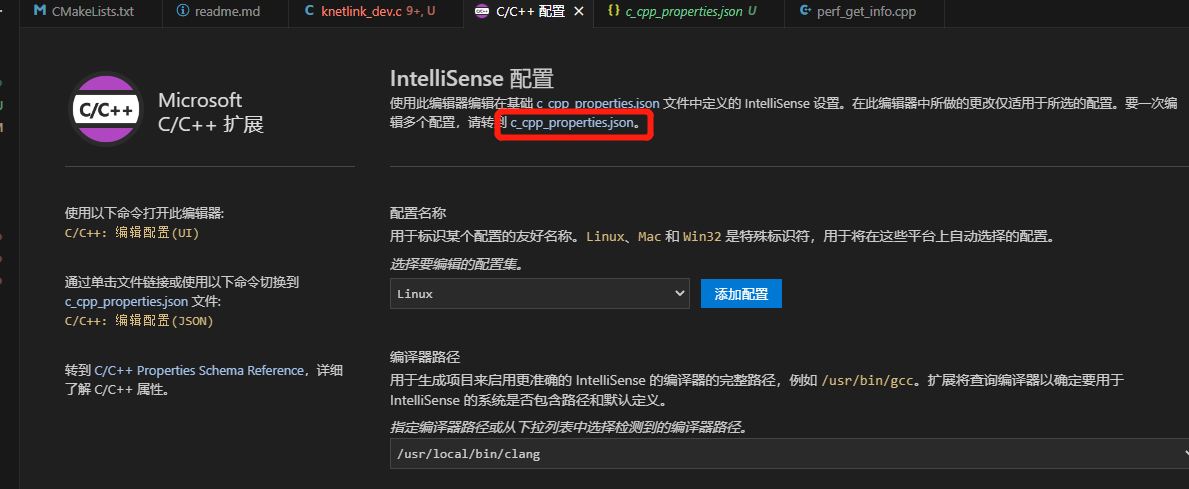 CMakeLists.txt
readme.md
knetlink_dev.c 9+, U
C/C++ 配置
c_cpp_properties.json U
perf_get_info.cpp
C/C++
Microsoft
C/C++ 扩展
使用以下命令打开此编辑器:
C/C++: 编辑配置(UI)
通过单击文件链接或使用以下命令切换到
c_cpp_properties.json 文件:
C/C++: 编辑配置(JSON)
转到 C/C++ Properties Schema Reference，详细
了解 C/C++ 属性。
IntelliSense 配置
使用此编辑器编辑在基础 c_cpp_properties.json 文件中定义的 IntelliSense 设置。在此编辑器中所做的更改仅适用于所选的配置。要一次
编辑多个配置，请转到 c_cpp_properties.json。
配置名称
用于标识某个配置的友好名称。Linux、Mac 和 Win32 是特殊标识符，用于将在这些平台上自动选择的配置。
选择要编辑的配置集。
Linux
添加配置
编译器路径
用于生成项目来启用更准确的 IntelliSense 的编译器的完整路径，例如 /usr/bin/gcc。扩展将查询编译器以确定要用于
IntelliSense 的系统是否包含路径和默认定义。
指定编译器路径或从下拉列表中选择检测到的编译器路径。
/usr/local/bin/clang